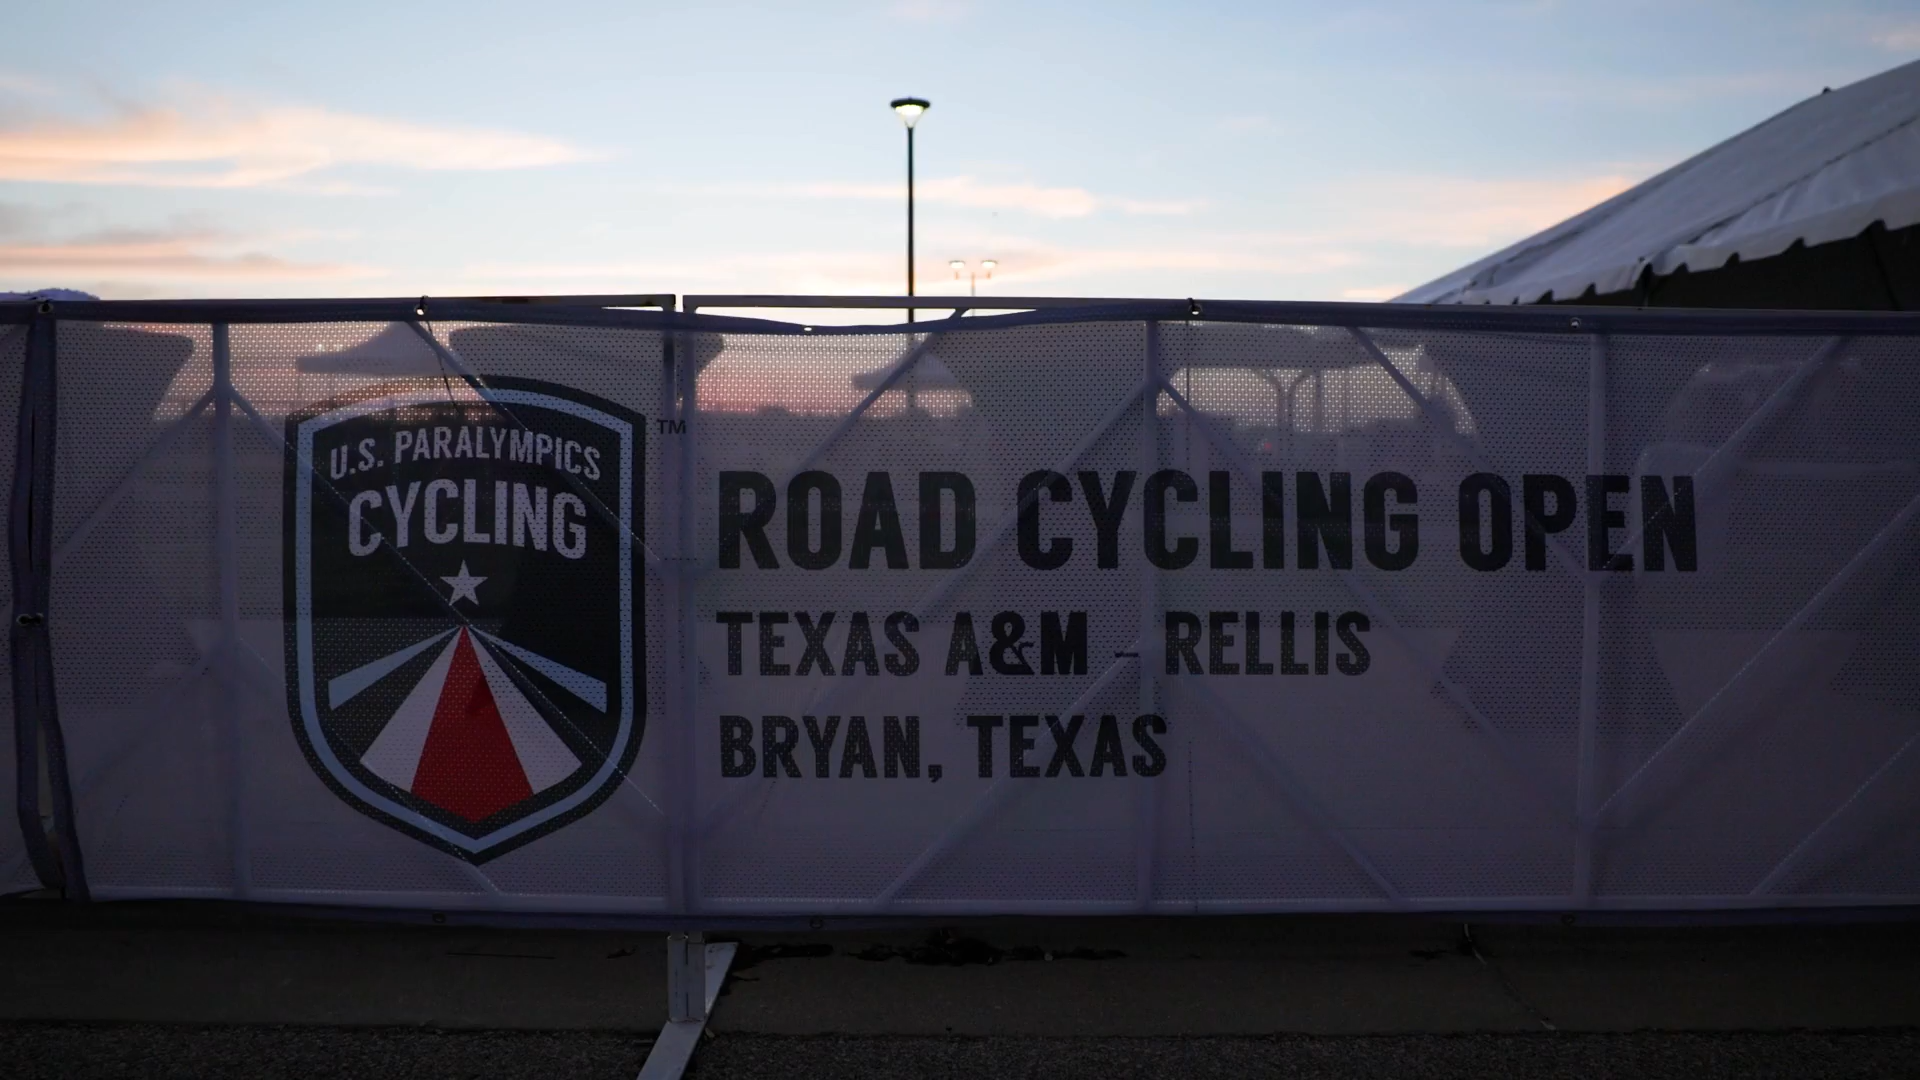 U.S. PARALYMPICS
CYCLING
TM
ROAD CYCLING OPEN
TEXAS A&M - RELLIS
BRYAN, TEXAS